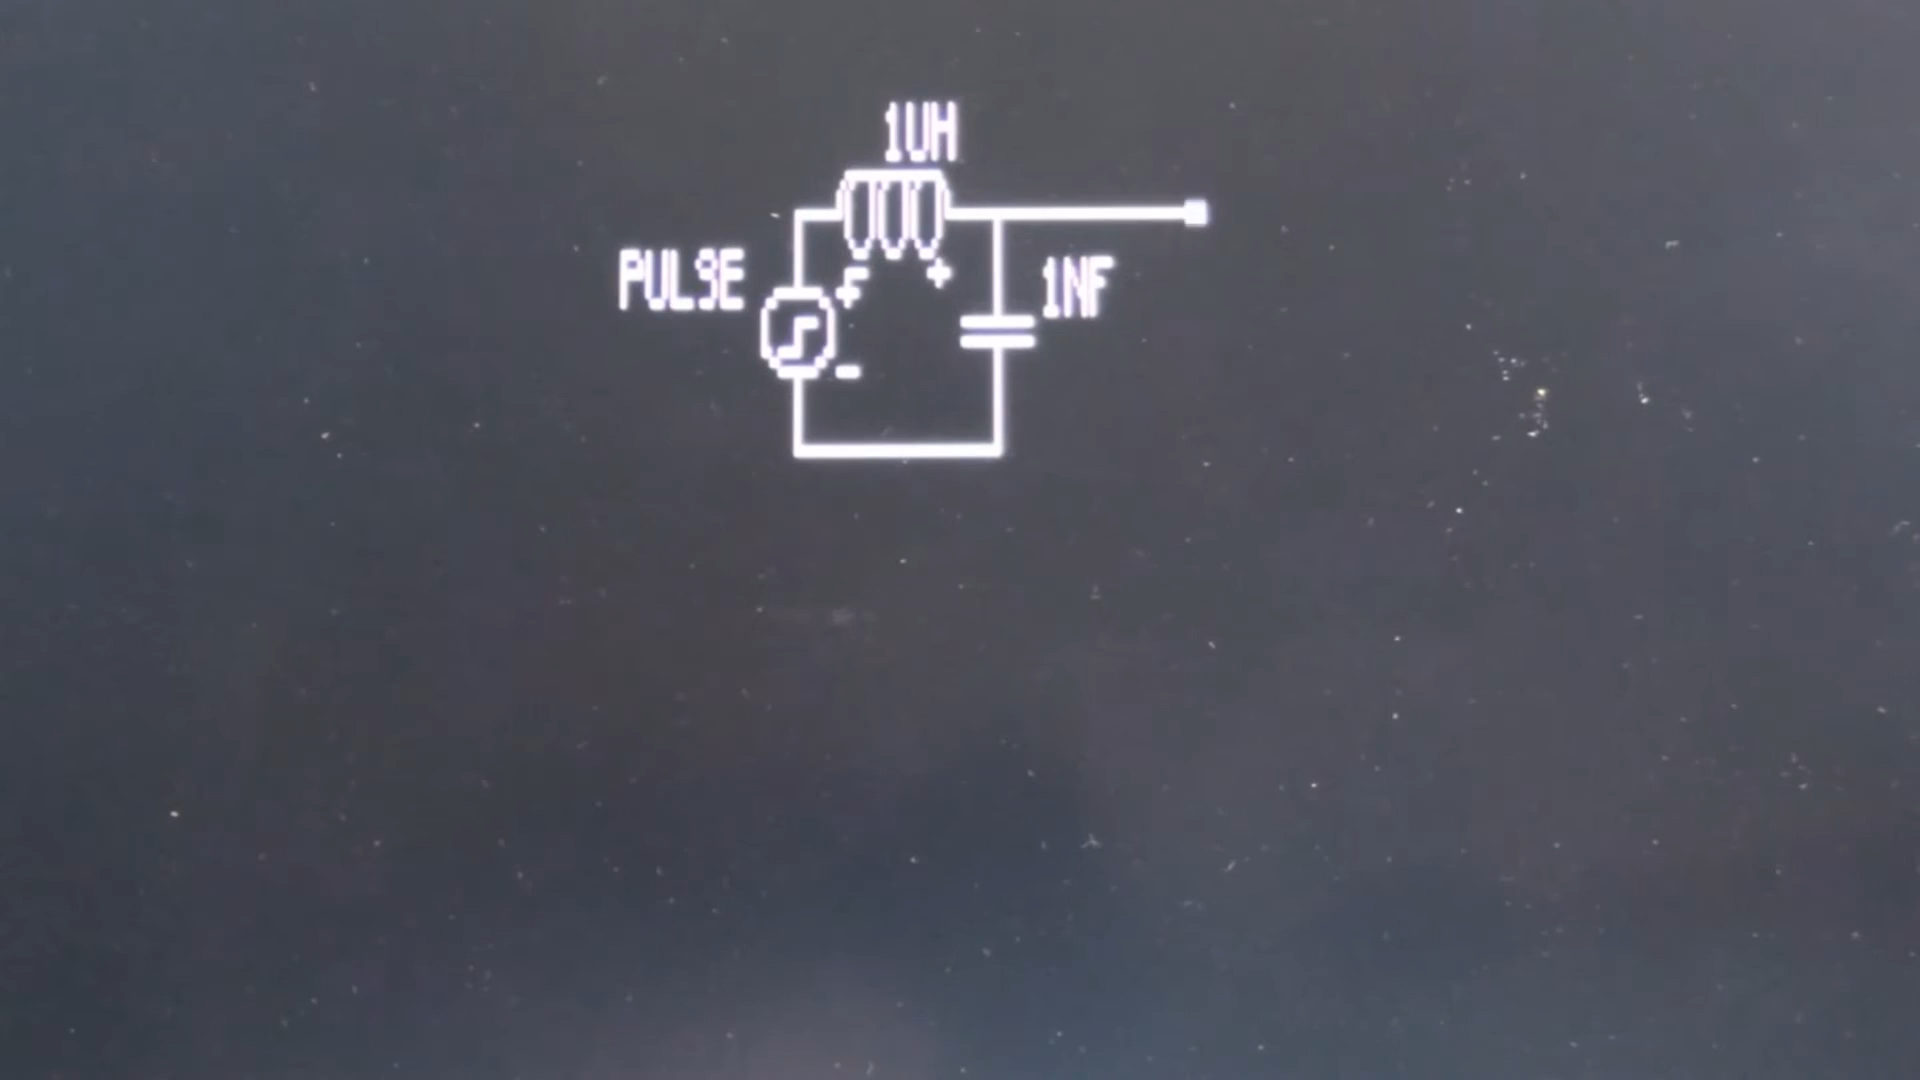 1UH
PULSE
1NF
+
+
-